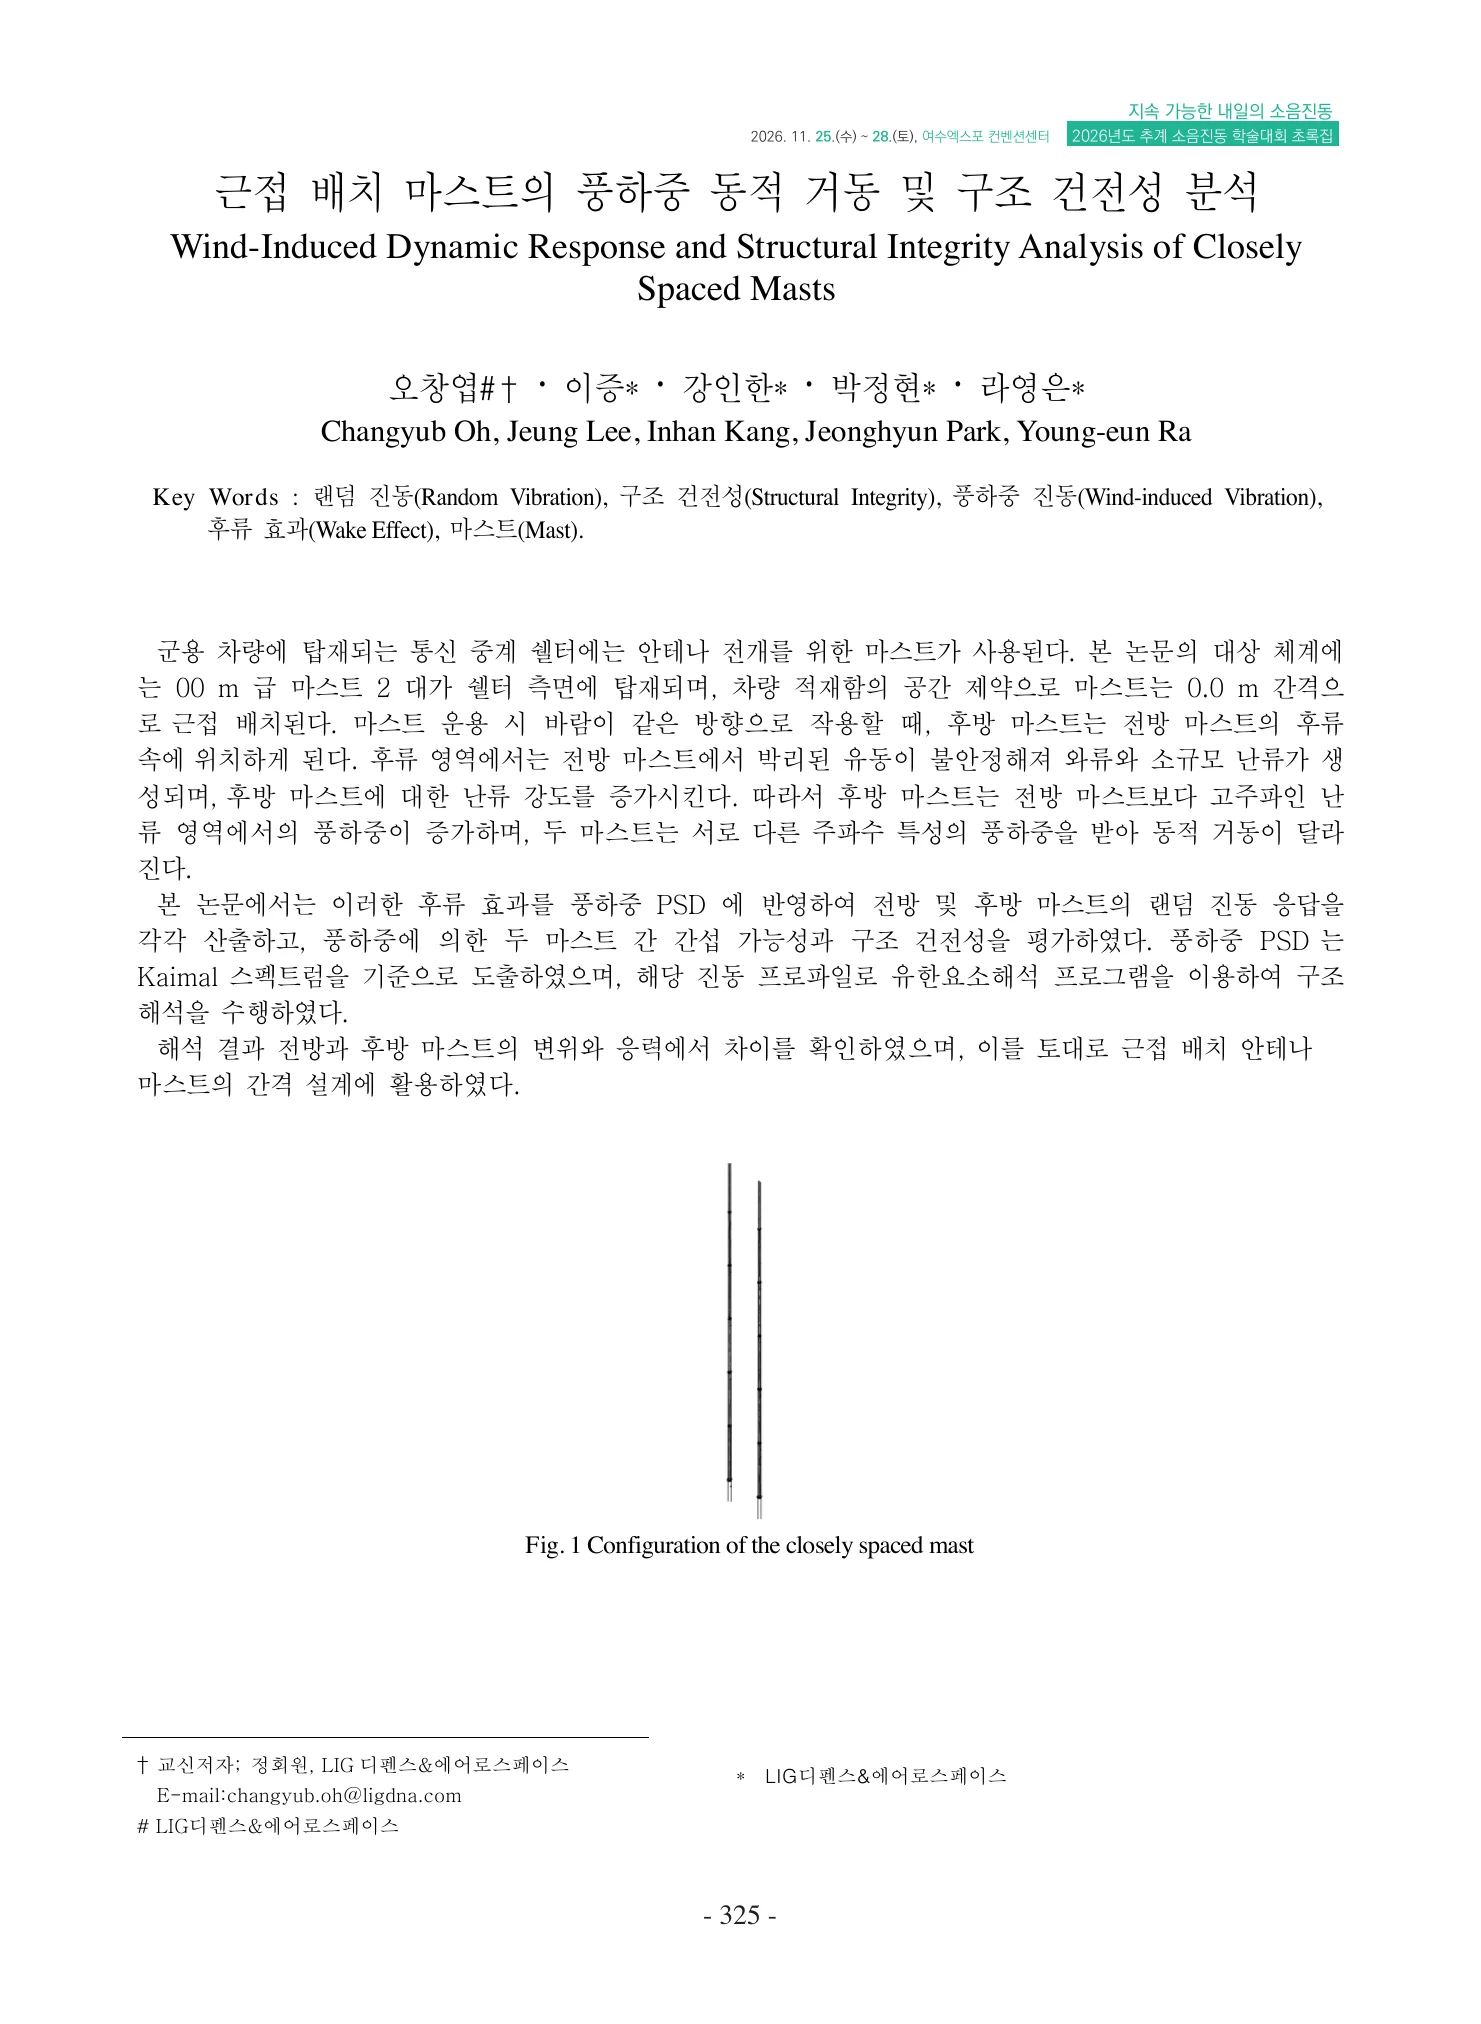 지속 가능한 내일의 소음진동
2026. 11. 25.(수) ~ 28.(토), 여수엑스포 컨벤션센터 2026년도 추계 소음진동 학술대회 초록집
근접 배치 마스트의 풍하중 동적 거동 및 구조 건전성 분석
Wind-Induced Dynamic Response and Structural Integrity Analysis of Closely
Spaced Masts
오창엽#† · 이증* · 강인한* · 박정현* · 라영은*
Changyub Oh, Jeung Lee, Inhan Kang, Jeonghyun Park, Young-eun Ra
Key Words : 랜덤 진동(Random Vibration), 구조 건전성(Structural Integrity), 풍하중 진동(Wind-induced Vibration),
후류 효과(Wake Effect), 마스트(Mast).
군용 차량에 탑재되는 통신 중계 쉘터에는 안테나 전개를 위한 마스트가 사용된다. 본 논문의 대상 체계에
는 00 m 급 마스트 2 대가 쉘터 측면에 탑재되며, 차량 적재함의 공간 제약으로 마스트는 0.0 m 간격으
로 근접 배치된다. 마스트 운용 시 바람이 같은 방향으로 작용할 때, 후방 마스트는 전방 마스트의 후류
속에 위치하게 된다. 후류 영역에서는 전방 마스트에서 박리된 유동이 불안정해져 와류와 소규모 난류가 생
성되며, 후방 마스트에 대한 난류 강도를 증가시킨다. 따라서 후방 마스트는 전방 마스트보다 고주파인 난
류 영역에서의 풍하중이 증가하며, 두 마스트는 서로 다른 주파수 특성의 풍하중을 받아 동적 거동이 달라
진다.
본 논문에서는 이러한 후류 효과를 풍하중 PSD 에 반영하여 전방 및 후방 마스트의 랜덤 진동 응답을
각각 산출하고, 풍하중에 의한 두 마스트 간 간섭 가능성과 구조 건전성을 평가하였다. 풍하중 PSD 는
Kaimal 스펙트럼을 기준으로 도출하였으며, 해당 진동 프로파일로 유한요소해석 프로그램을 이용하여 구조
해석을 수행하였다.
해석 결과 전방과 후방 마스트의 변위와 응력에서 차이를 확인하였으며, 이를 토대로 근접 배치 안테나
마스트의 간격 설계에 활용하였다.
Fig. 1 Configuration of the closely spaced mast
† 교신저자; 정회원, LIG 디펜스&에어로스페이스
E-mail:changyub.oh@ligdna.com
# LIG디펜스&에어로스페이스
* LIG디펜스&에어로스페이스
- 325 -